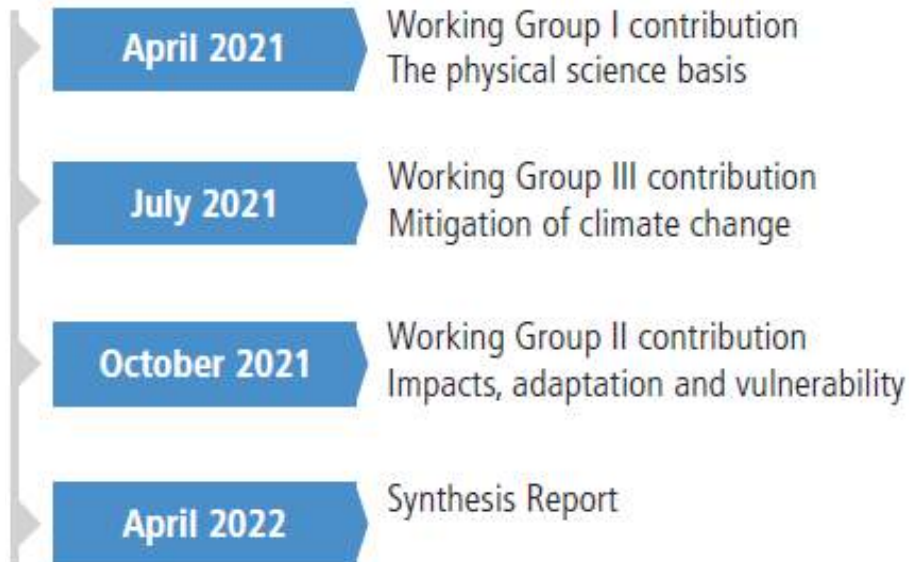 April 2021
Working Group I contribution
The physical science basis
July 2021
Working Group III contribution
Mitigation of climate change
October 2021
Working Group II contribution
Impacts, adaptation and vulnerability
April 2022
Synthesis Report